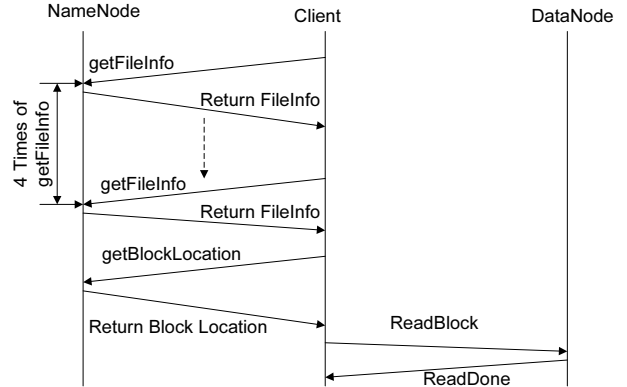 NameNode
Client
DataNode
getFileInfo
Return FileInfo
4 Times of
getFileInfo
getFileInfo
Return FileInfo
getBlockLocation
Return Block Location
ReadBlock
ReadDone